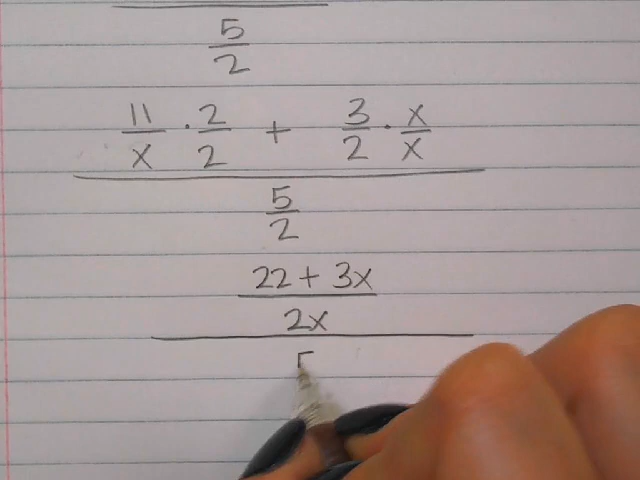 5
2
11/x · 2/2 + 3/2 · x/x
5
2
22 + 3x
2x
5